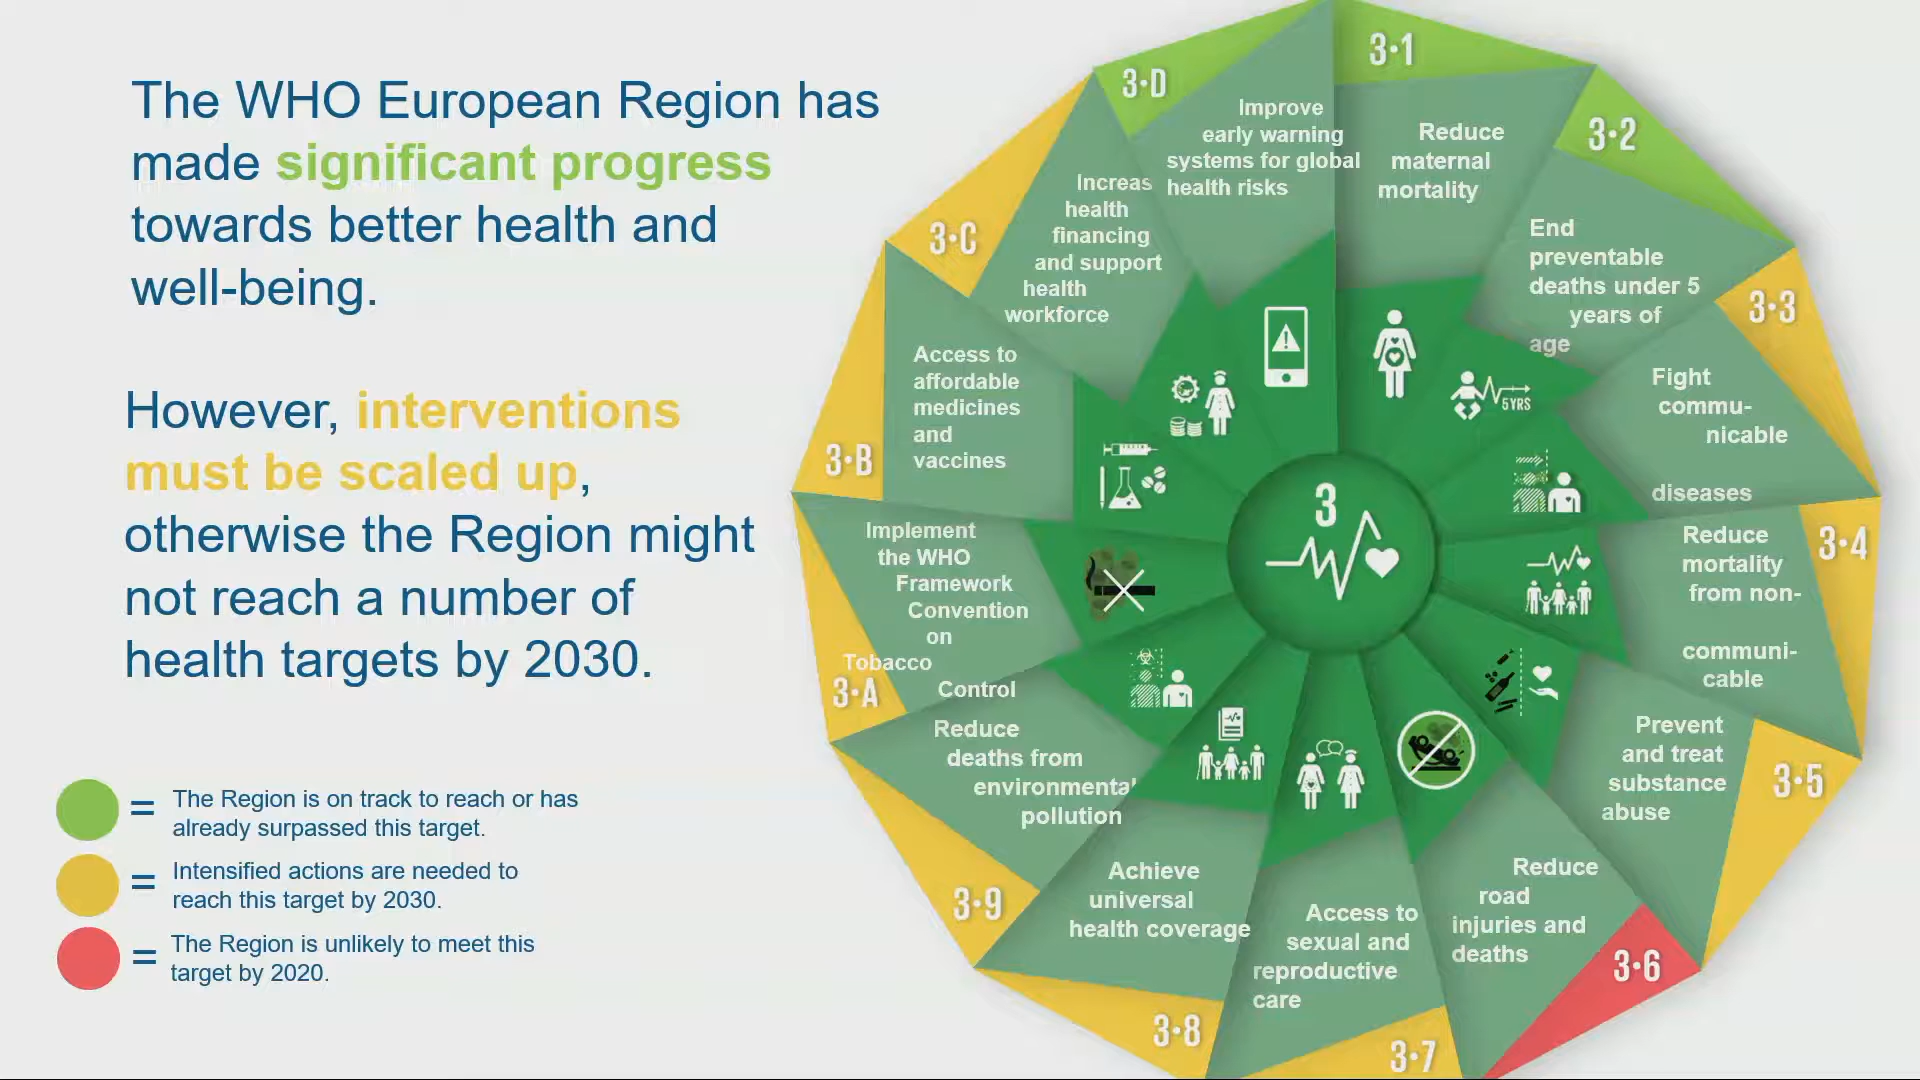 The WHO European Region has
made significant progress
towards better health and
well-being.
However, interventions
must be scaled up,
otherwise the Region might
not reach a number of
health targets by 2030.
= The Region is on track to reach or has
already surpassed this target.
= Intensified actions are needed to
reach this target by 2030.
= The Region is unlikely to meet this
target by 2020.
3
3·1
Reduce
maternal
mortality
3·2
End
preventable
deaths under 5
years of
age
5YRS
3·3
Fight
commu-
nicable
diseases
3·4
Reduce
mortality
from non-
communi-
cable
3·5
Prevent
and treat
substance
abuse
3·6
Reduce
road
injuries and
deaths
3·7
Access to
sexual and
reproductive
care
3·8
Achieve
universal
health coverage
3·9
Reduce
deaths from
environmental
pollution
3·A
Implement
the WHO
Framework
Convention
on
Tobacco
Control
3·B
Access to
affordable
medicines
and
vaccines
3·C
Increas
health
financing
and support
health
workforce
3·D
Improve
early warning
systems for global
health risks